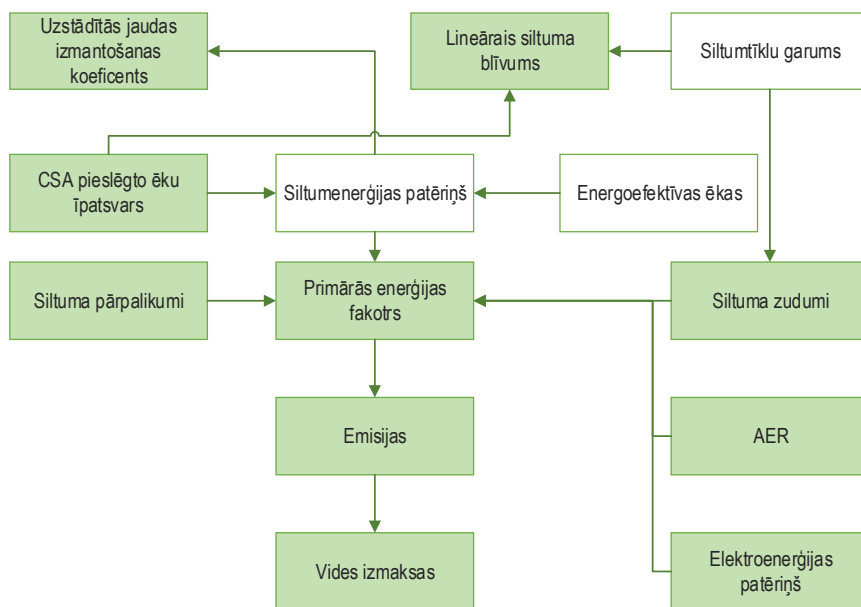 Uzstādītās jaudas
izmantošanas
koeficents
Lineārais siltuma
blīvums
Siltumtīklu garums
CSA pieslēgto ēku
īpatsvars
Siltumenerģijas patēriņš
Energoefektīvas ēkas
Siltuma pārpalikumi
Primārās enerģijas
fakotrs
Siltuma zudumi
Emisijas
AER
Vides izmaksas
Elektroenerģijas
patēriņš